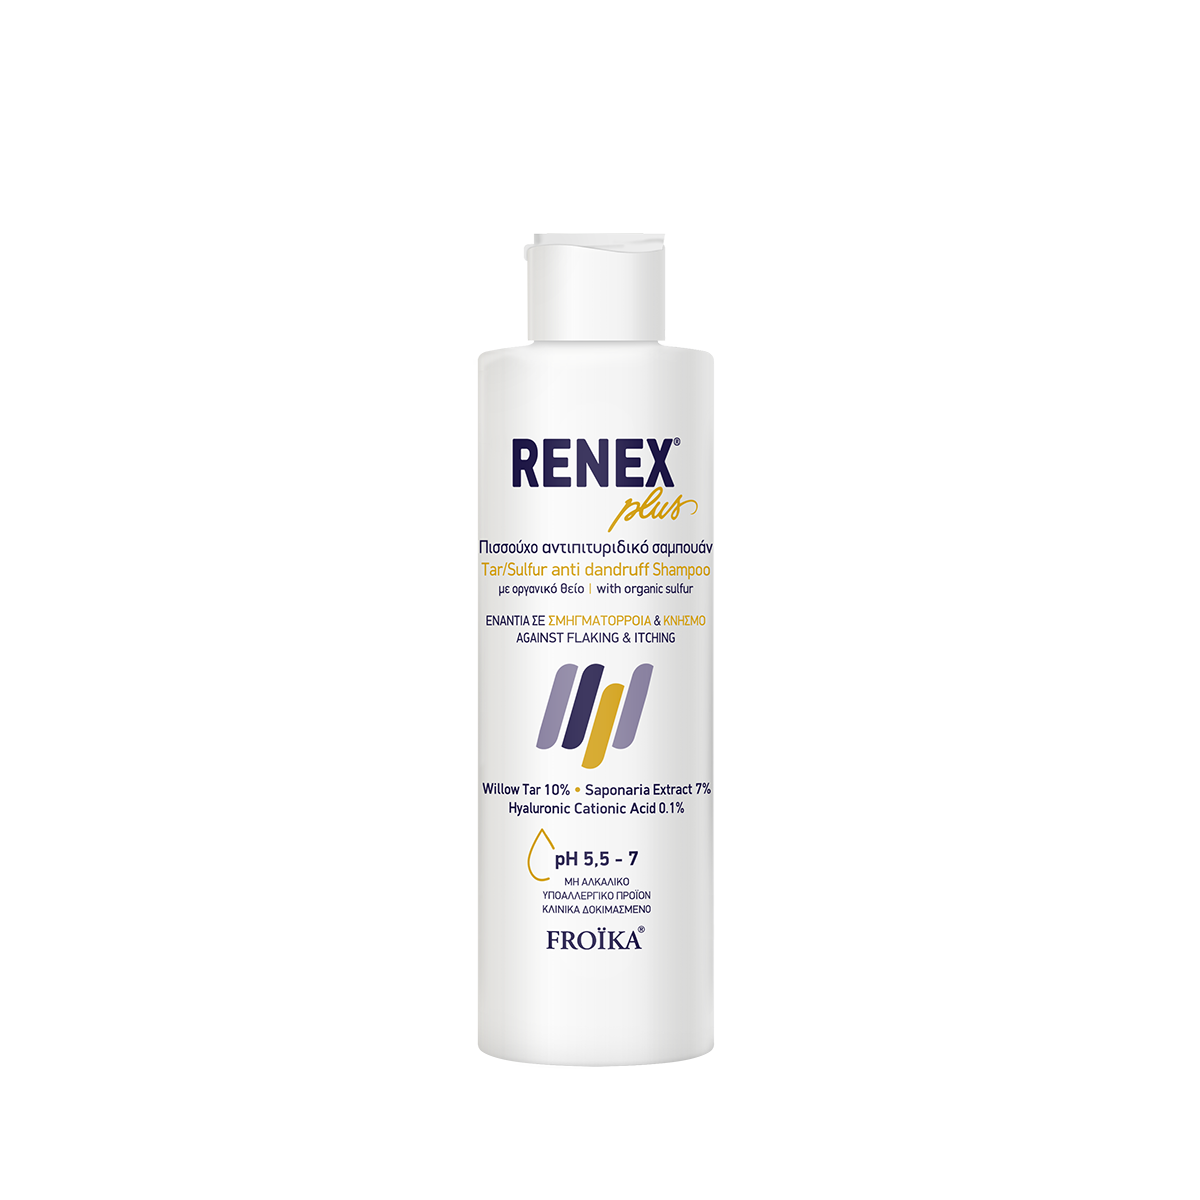 RENEX®
plus
Πισσούχο αντιπιτυριδικό σαμπουάν
Tar/Sulfur anti dandruff Shampoo
με οργανικό θείο | with organic sulfur
ΕΝΑΝΤΙΑ ΣΕ ΣΜΗΓΜΑΤΟΡΡΟΙΑ & ΚΝΗΣΜΟ
AGAINST FLAKING & ITCHING
Willow Tar 10% • Saponaria Extract 7%
Hyaluronic Cationic Acid 0.1%
pH 5,5 - 7
ΜΗ ΑΛΚΑΛΙΚΟ
ΥΠΟΑΛΛΕΡΓΙΚΟ ΠΡΟΪΟΝ
ΚΛΙΝΙΚΑ ΔΟΚΙΜΑΣΜΕΝΟ
FROÏKA®